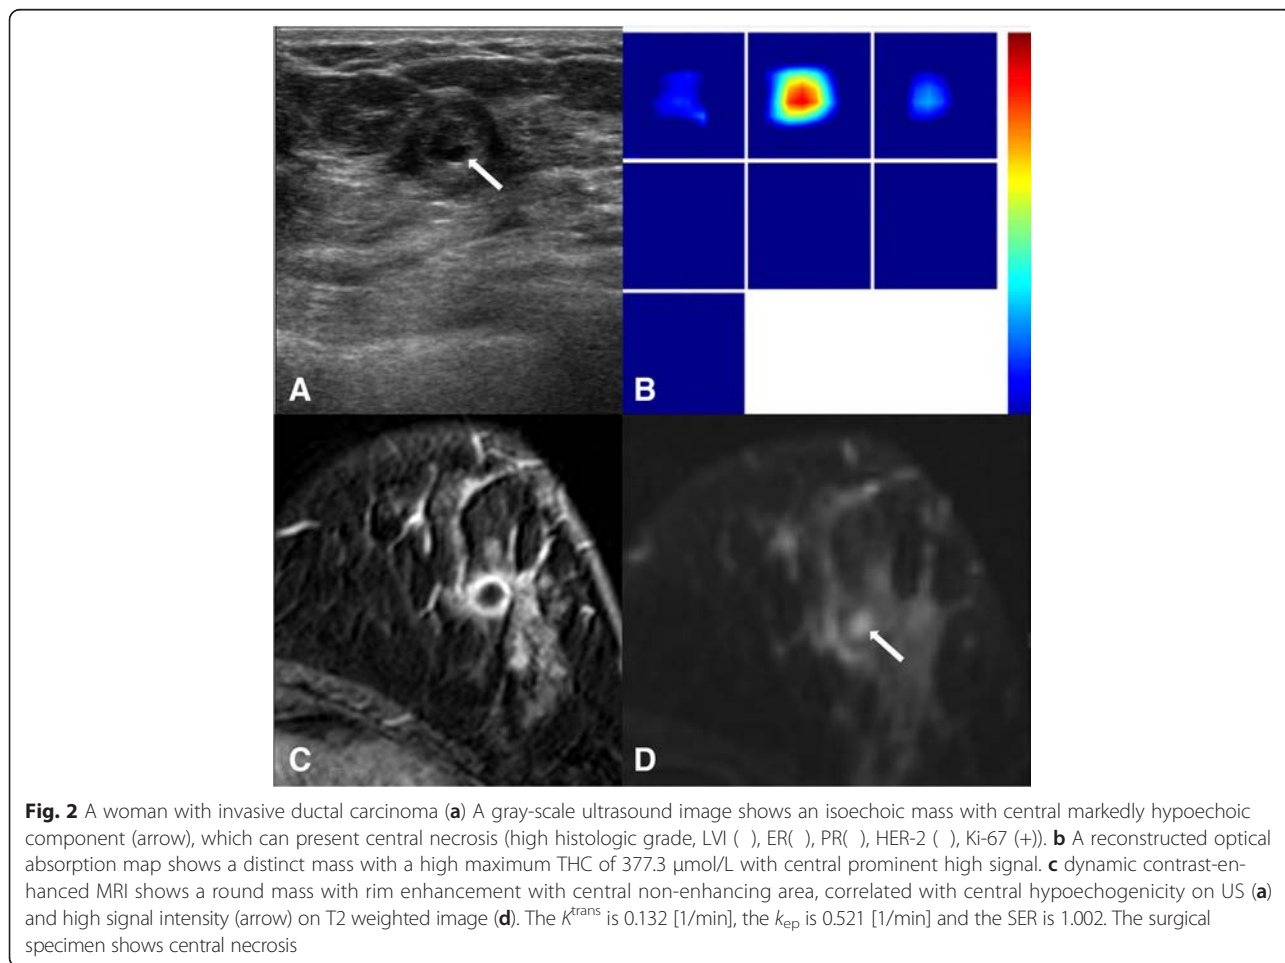 A
B
C
D
Fig. 2 A woman with invasive ductal carcinoma (a) A gray-scale ultrasound image shows an isoechoic mass with central markedly hypoechoic
component (arrow), which can present central necrosis (high histologic grade, LVI ( ), ER( ), PR( ), HER-2 ( ), Ki-67 (+)). b A reconstructed optical
absorption map shows a distinct mass with a high maximum THC of 377.3 μmol/L with central prominent high signal. c dynamic contrast-en-
hanced MRI shows a round mass with rim enhancement with central non-enhancing area, correlated with central hypoechogenicity on US (a)
and high signal intensity (arrow) on T2 weighted image (d). The Ktrans is 0.132 [1/min], the kep is 0.521 [1/min] and the SER is 1.002. The surgical
specimen shows central necrosis